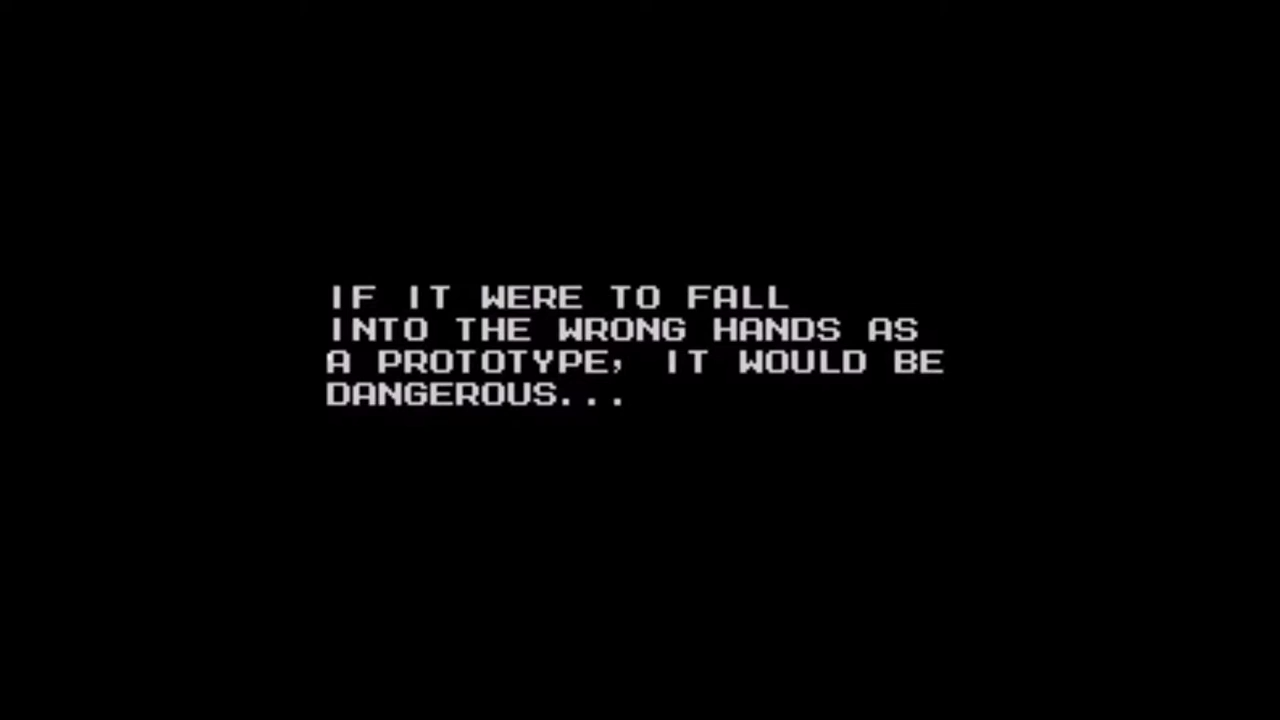 IF IT WERE TO FALL
INTO THE WRONG HANDS AS
A PROTOTYPE, IT WOULD BE
DANGEROUS...